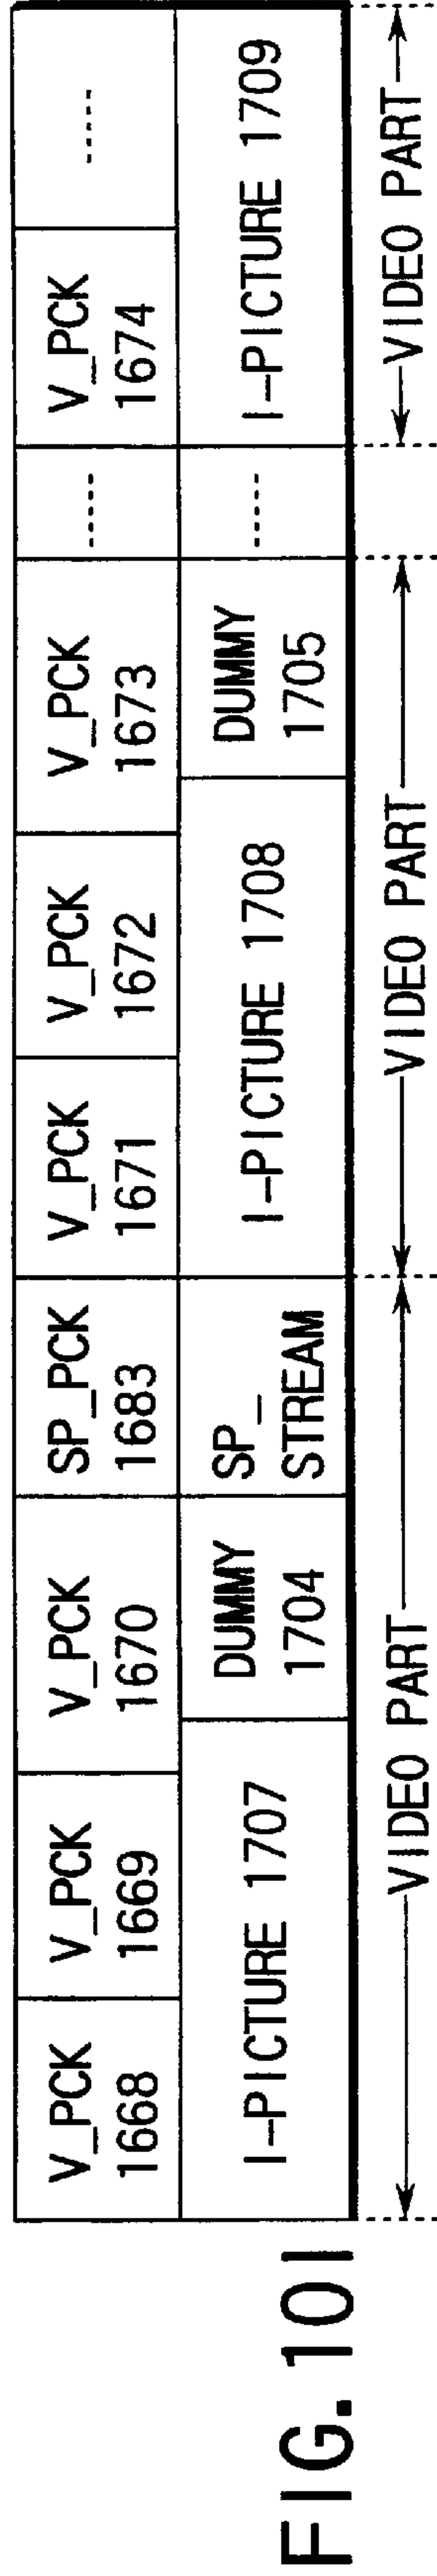 V_PCK
1668
V_PCK
1669
V_PCK
1670
SP_PCK
1683
V_PCK
1671
V_PCK
1672
V_PCK
1673
-----
V_PCK
1674
-----
I-PICTURE 1707
DUMMY
1704
SP_
STREAM
I-PICTURE 1708
DUMMY
1705
-----
I-PICTURE 1709
VIDEO PART
VIDEO PART
VIDEO PART
FIG. 10I